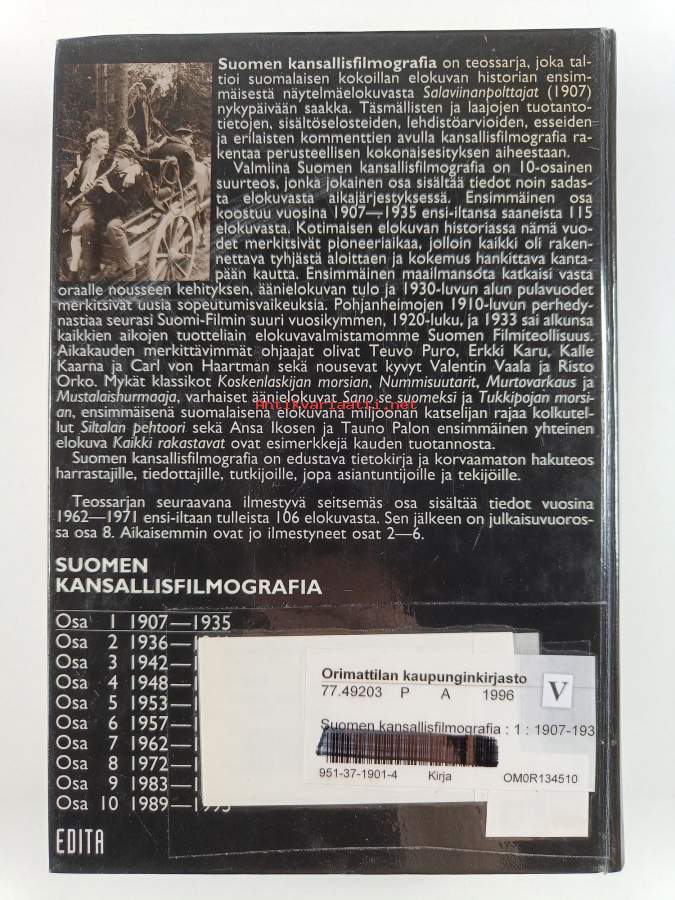 Suomen kansallisfilmografia on teossarja, joka tal-
tioi suomalaisen kokoillan elokuvan historian ensim-
mäisestä näytelmäelokuvasta Salaviinanpolttajat (1907)
nykypäivään saakka. Täsmällisten ja laajojen tuotanto-
tietojen, sisältöselosteiden, lehdistöarvioiden, esseiden
ja erilaisten kommenttien avulla kansallisfilmografia ra-
kentaa perusteellisen kokonaisesityksen aiheestaan.
Valmiina Suomen kansallisfilmografia on 10-osainen
suurteos, jonka jokainen osa sisältää tiedot noin sadas-
ta elokuvasta aikajärjestyksessä. Ensimmäinen osa
koostuu vuosina 1907—1935 ensi-iltansa saaneista 115
elokuvasta. Kotimaisen elokuvan historiassa nämä vuo-
det merkitsivät pioneeriaikaa, jolloin kaikki oli raken-
nettava tyhjästä aloittaen ja kokemus hankittava kanta-
pään kautta. Ensimmäinen maailmansota katkaisi vasta
oraalle nousseen kehityksen, äänielokuvan tulo ja 1930-luvun alun pulavuodet
merkitsivät uusia sopeutumisvaikeuksia. Pohjanheimojen 1910-luvun perhedy-
nastiaa seurasi Suomi-Filmin suuri vuosikymmen, 1920-luku, ja 1933 sai alkunsa
kaikkien aikojen tuotteliain elokuvavalmistamomme Suomen Filmiteollisuus.
Aikakauden merkittävimmät ohjaajat olivat Teuvo Puro, Erkki Karu, Kalle
Kaarna ja Carl von Haartman sekä nousevat kyvyt Valentin Vaala ja Risto
Orko. Mykät klassikot Koskenlaskijan morsian, Nummisuutarit, Murtovarkaus ja
Mustalaishurmaaja, varhaiset äänielokuvat Sano se suomeksi ja Tukkipojan morsi-
an, ensimmäisenä suomalaisena elokuvana miljoonan katselijan rajaa kolkutel-
lut Siltalan pehtoori sekä Ansa Ikosen ja Tauno Palon ensimmäinen yhteinen
elokuva Kaikki rakastavat ovat esimerkkejä kauden tuotannosta.
Suomen kansallisfilmografia on edustava tietokirja ja korvaamaton hakuteos
harrastajille, tiedottajille, tutkijoille, jopa asiantuntijoille ja tekijöille.
Teossarjan seuraavana ilmestyvä seitsemäs osa sisältää tiedot vuosina
1962—1971 ensi-iltaan tulleista 106 elokuvasta. Sen jälkeen on julkaisuvuoros-
sa osa 8. Aikaisemmin ovat jo ilmestyneet osat 2—6.
Antikvariaatti.net
SUOMEN
KANSALLISFILMOGRAFIA
Osa 1 1907—1935
Osa 2 1936—
Osa 3 1942—
Osa 4 1948—
Osa 5 1953—
Osa 6 1957—
Osa 7 1962—
Osa 8 1972—
Osa 9 1983—
Osa 10 1989—1995
Orimattilan kaupunginkirjasto
77.49203 P A 1996
V
Suomen kansallisfilmografia : 1 : 1907-193
951-37-1901-4 Kirja OM0R134510
EDITA